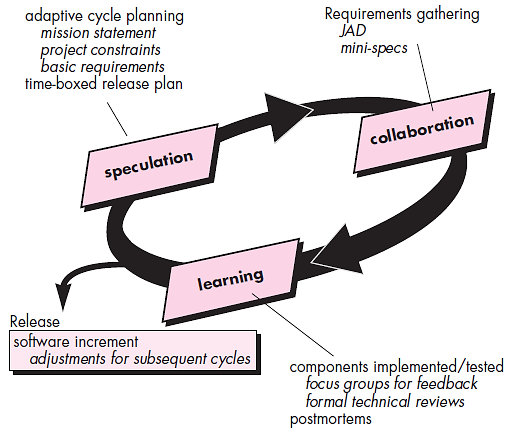 adaptive cycle planning
mission statement
project constraints
basic requirements
time-boxed release plan
Requirements gathering
JAD
mini-specs
speculation
collaboration
learning
Release
software increment
adjustments for subsequent cycles
components implemented/tested
focus groups for feedback
formal technical reviews
postmortems